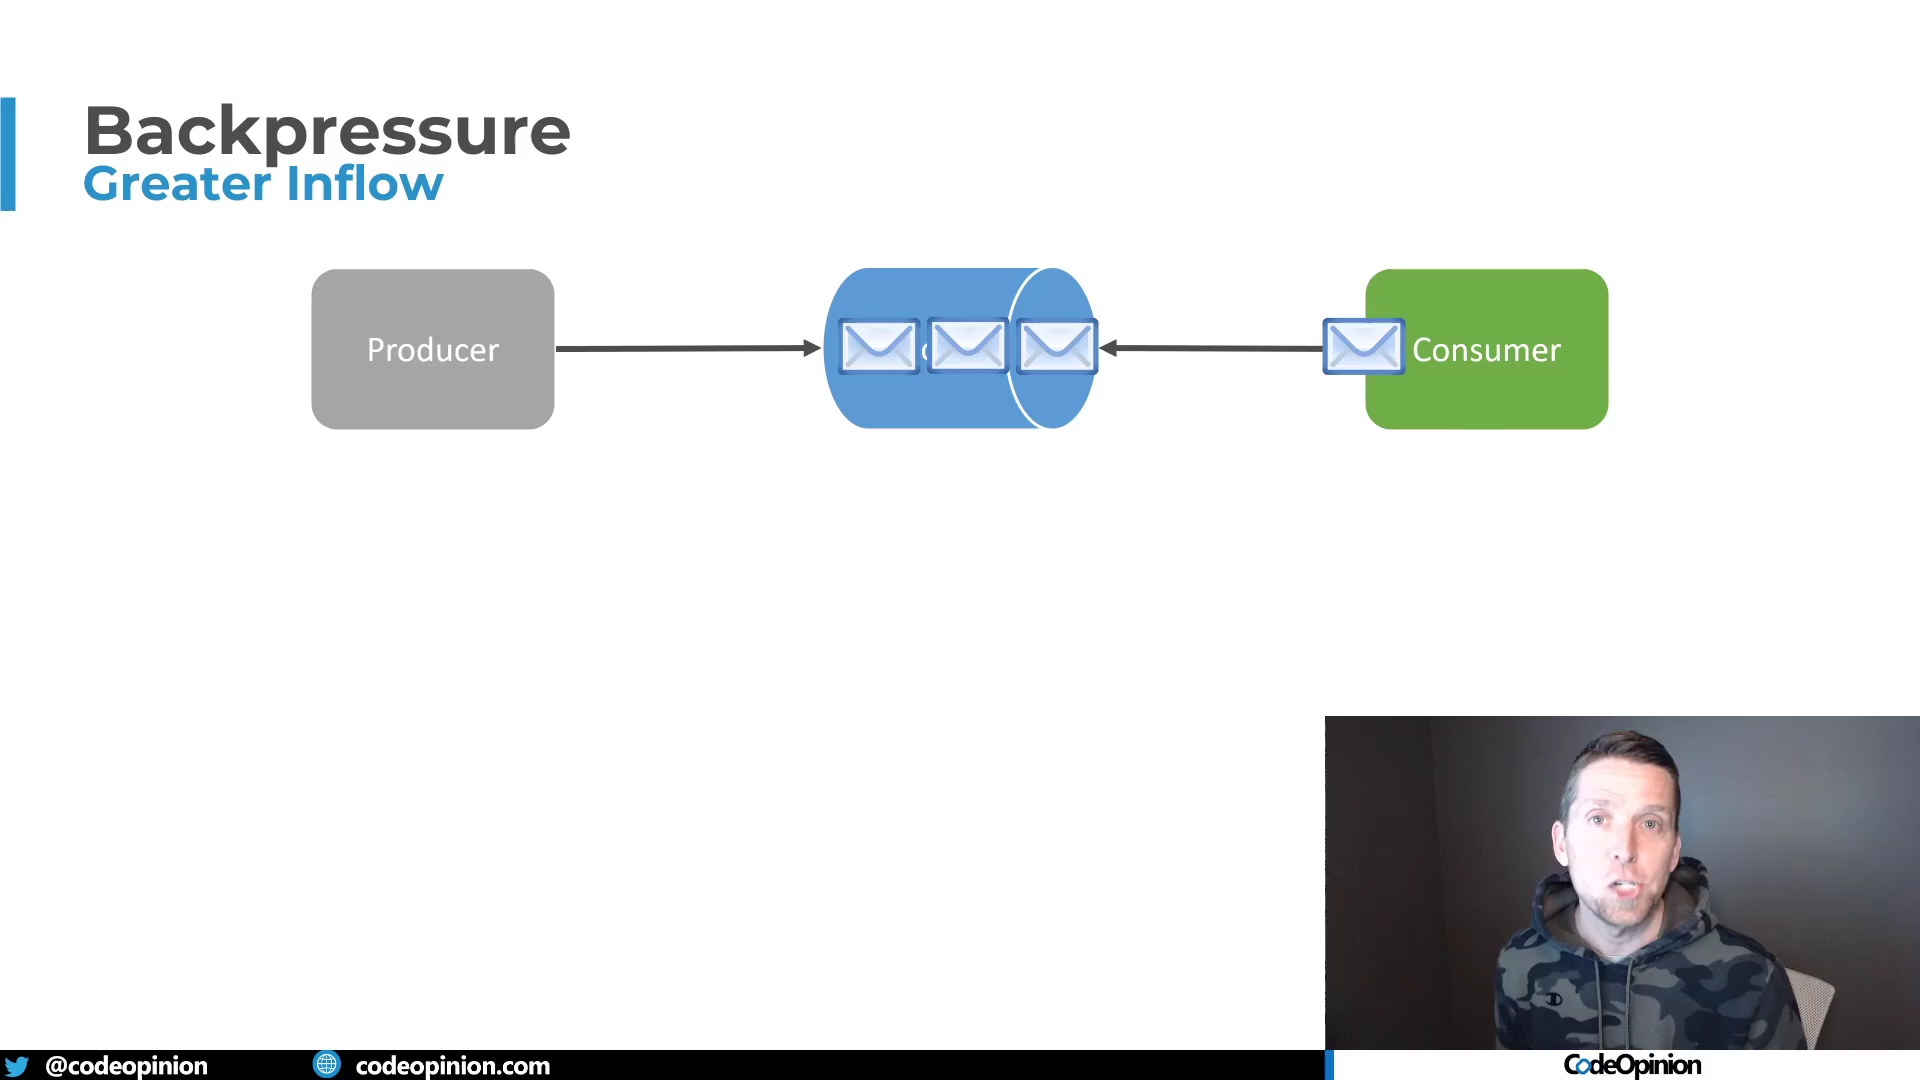 Backpressure
Greater Inflow
Producer
Consumer
@codeopinion
codeopinion.com
CodeOpinion